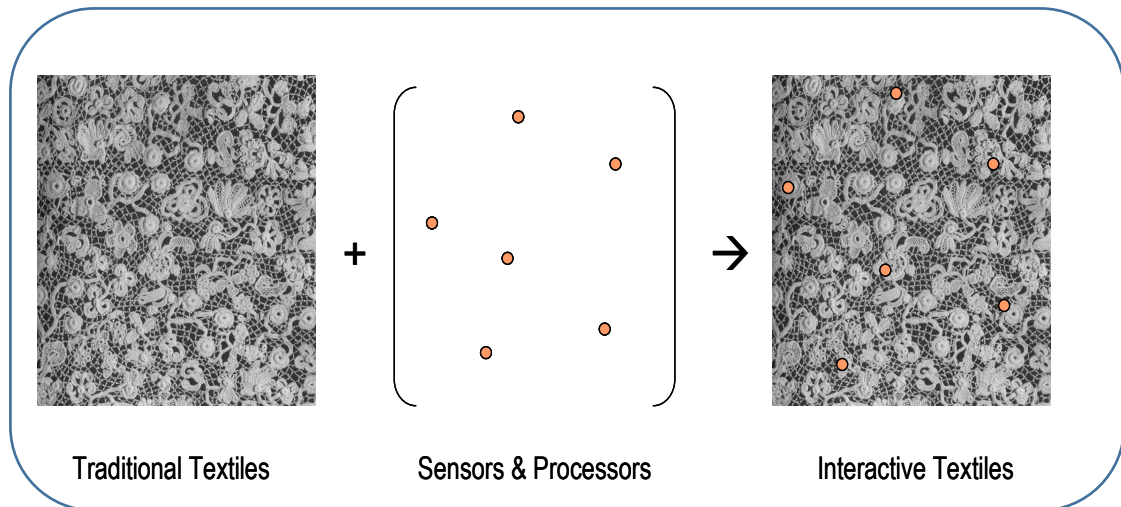 +
→
Traditional Textiles
Sensors & Processors
Interactive Textiles